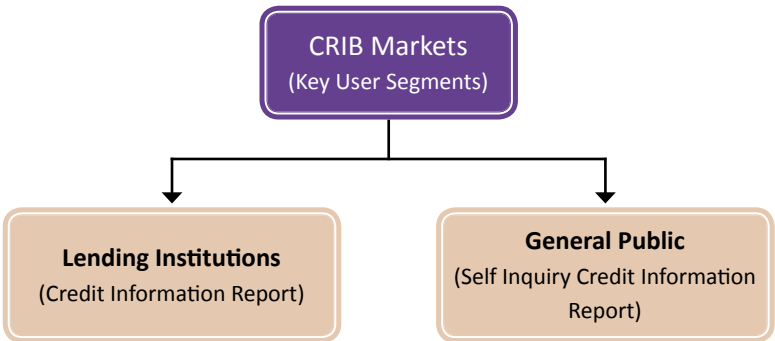 CRIB Markets
(Key User Segments)
Lending Institutions
(Credit Information Report)
General Public
(Self Inquiry Credit Information
Report)